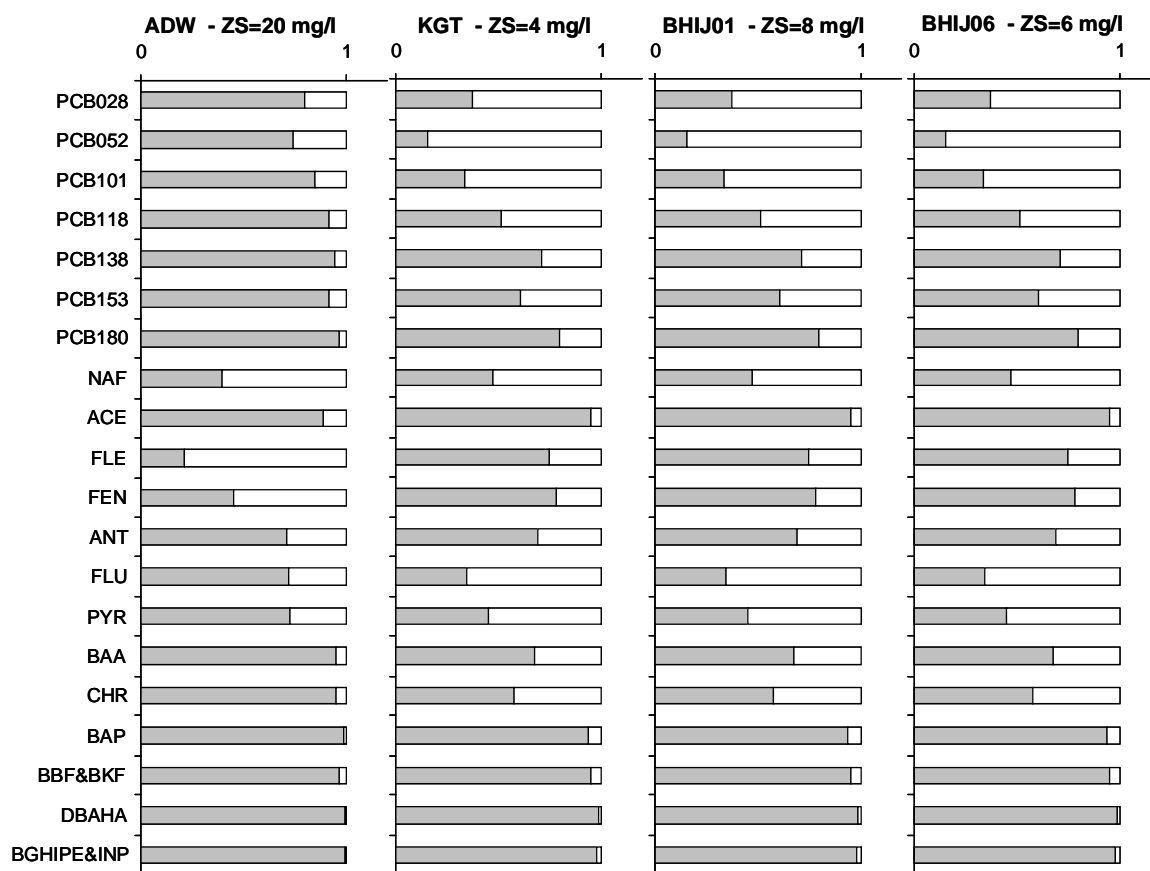 ADW - ZS=20 mg/l KGT - ZS=4 mg/l BHIJ01 - ZS=8 mg/l BHIJ06 - ZS=6 mg/l
0 1 0 1 0 1 0 1
PCB028
PCB052
PCB101
PCB118
PCB138
PCB153
PCB180
NAF
ACE
FLE
FEN
ANT
FLU
PYR
BAA
CHR
BAP
BBF&BKF
DBAHA
BGHIPE&INP